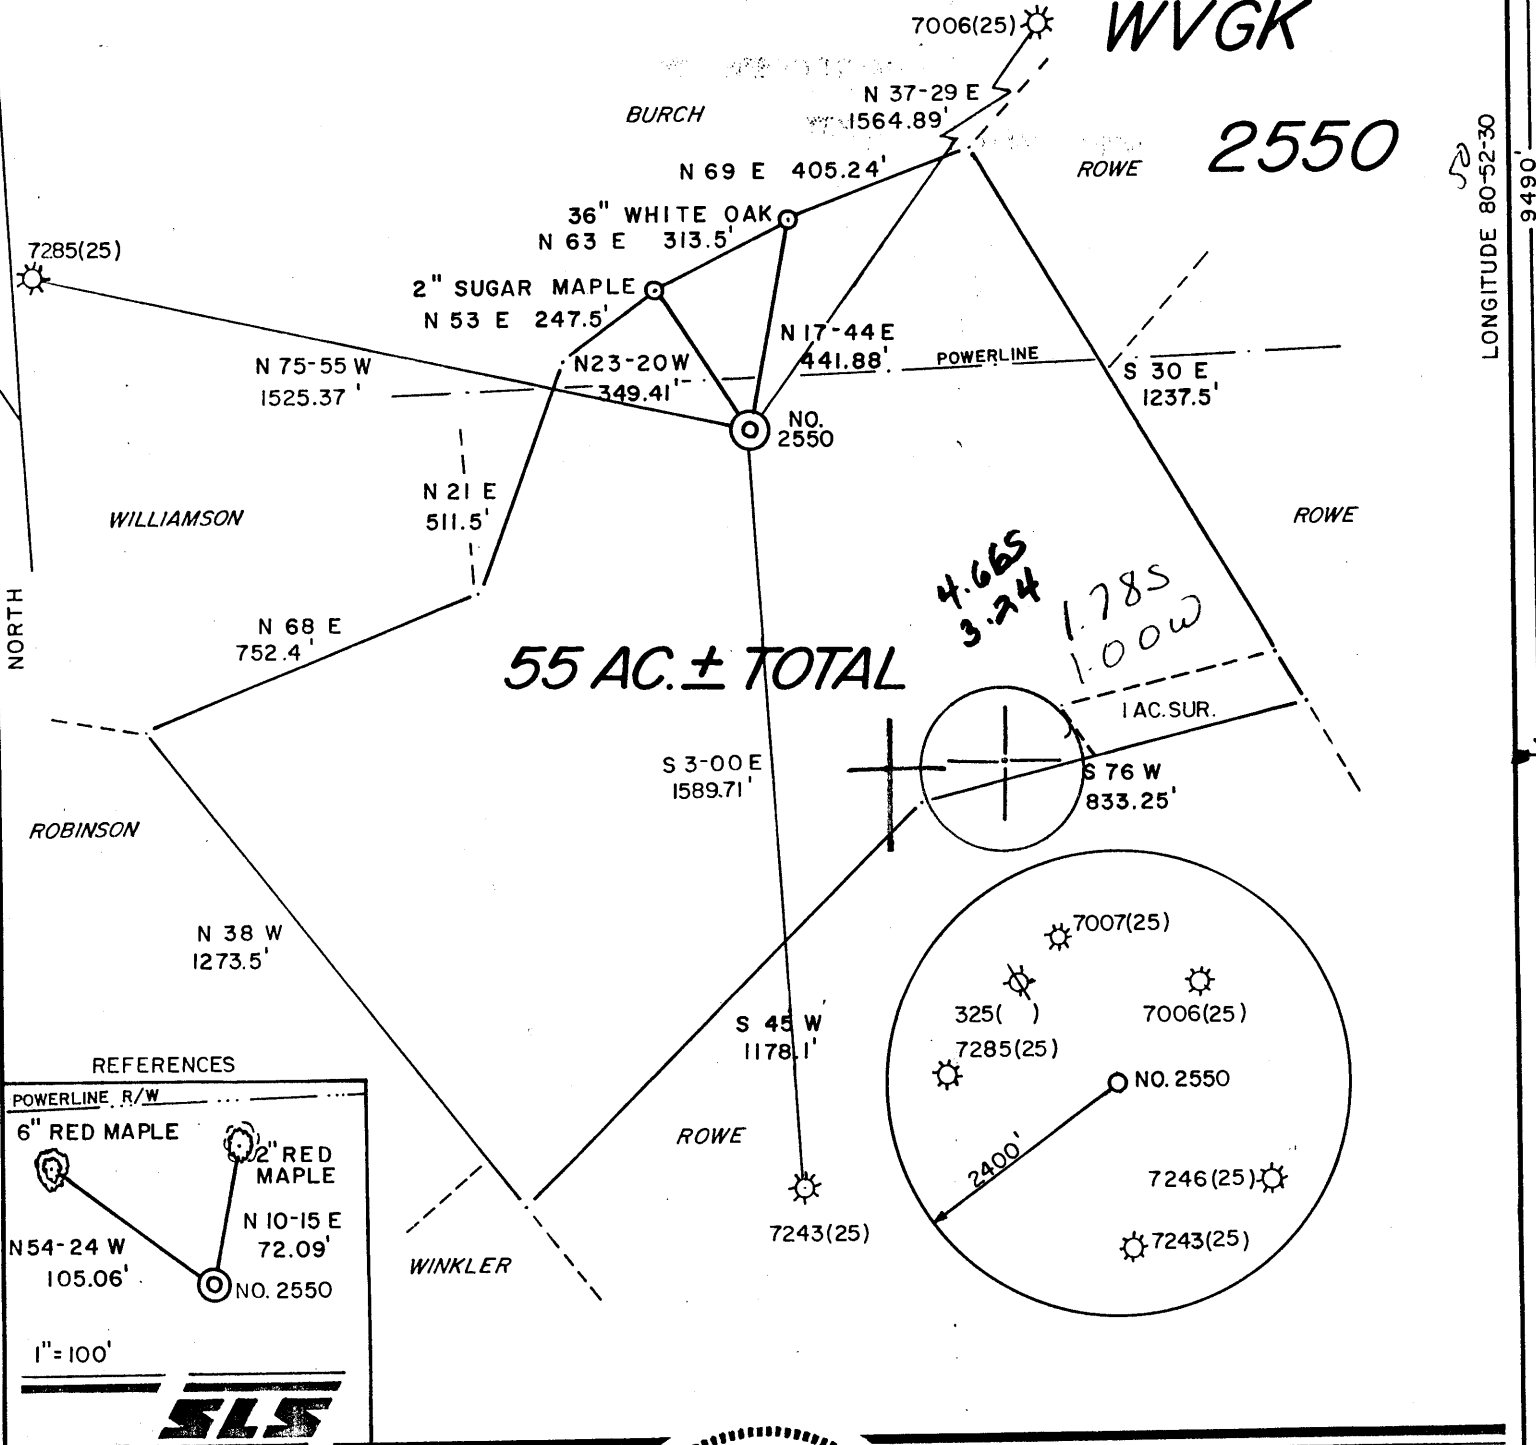 7006(25)
WVGK
N 37-29 E
1564.89'
BURCH
2550
ROWE
LONGITUDE 80-52-30
9490'
N 69 E 405.24'
36" WHITE OAK
N 63 E 313.5'
7285(25)
2" SUGAR MAPLE
N 53 E 247.5'
N 17-44 E
441.88'
POWERLINE
N 75-55 W
1525.37'
N23-20W
349.41'
S 30 E
1237.5'
NO.
2550
N 21 E
511.5'
WILLIAMSON
ROWE
4.66S
3.24
1.78S
1.00W
NORTH
N 68 E
752.4'
55 AC.± TOTAL
1 AC.SUR.
S 3-00 E
1589.71'
S 76 W
833.25'
ROBINSON
N 38 W
1273.5'
7007(25)
325( )
7006(25)
S 45 W
1178.1'
7285(25)
NO. 2550
REFERENCES
POWERLINE R/W
6" RED MAPLE
2" RED
MAPLE
ROWE
2400'
7246(25)
N 10-15 E
72.09'
N54-24 W
105.06'
7243(25)
7243(25)
WINKLER
NO. 2550
1"=100'
SLS